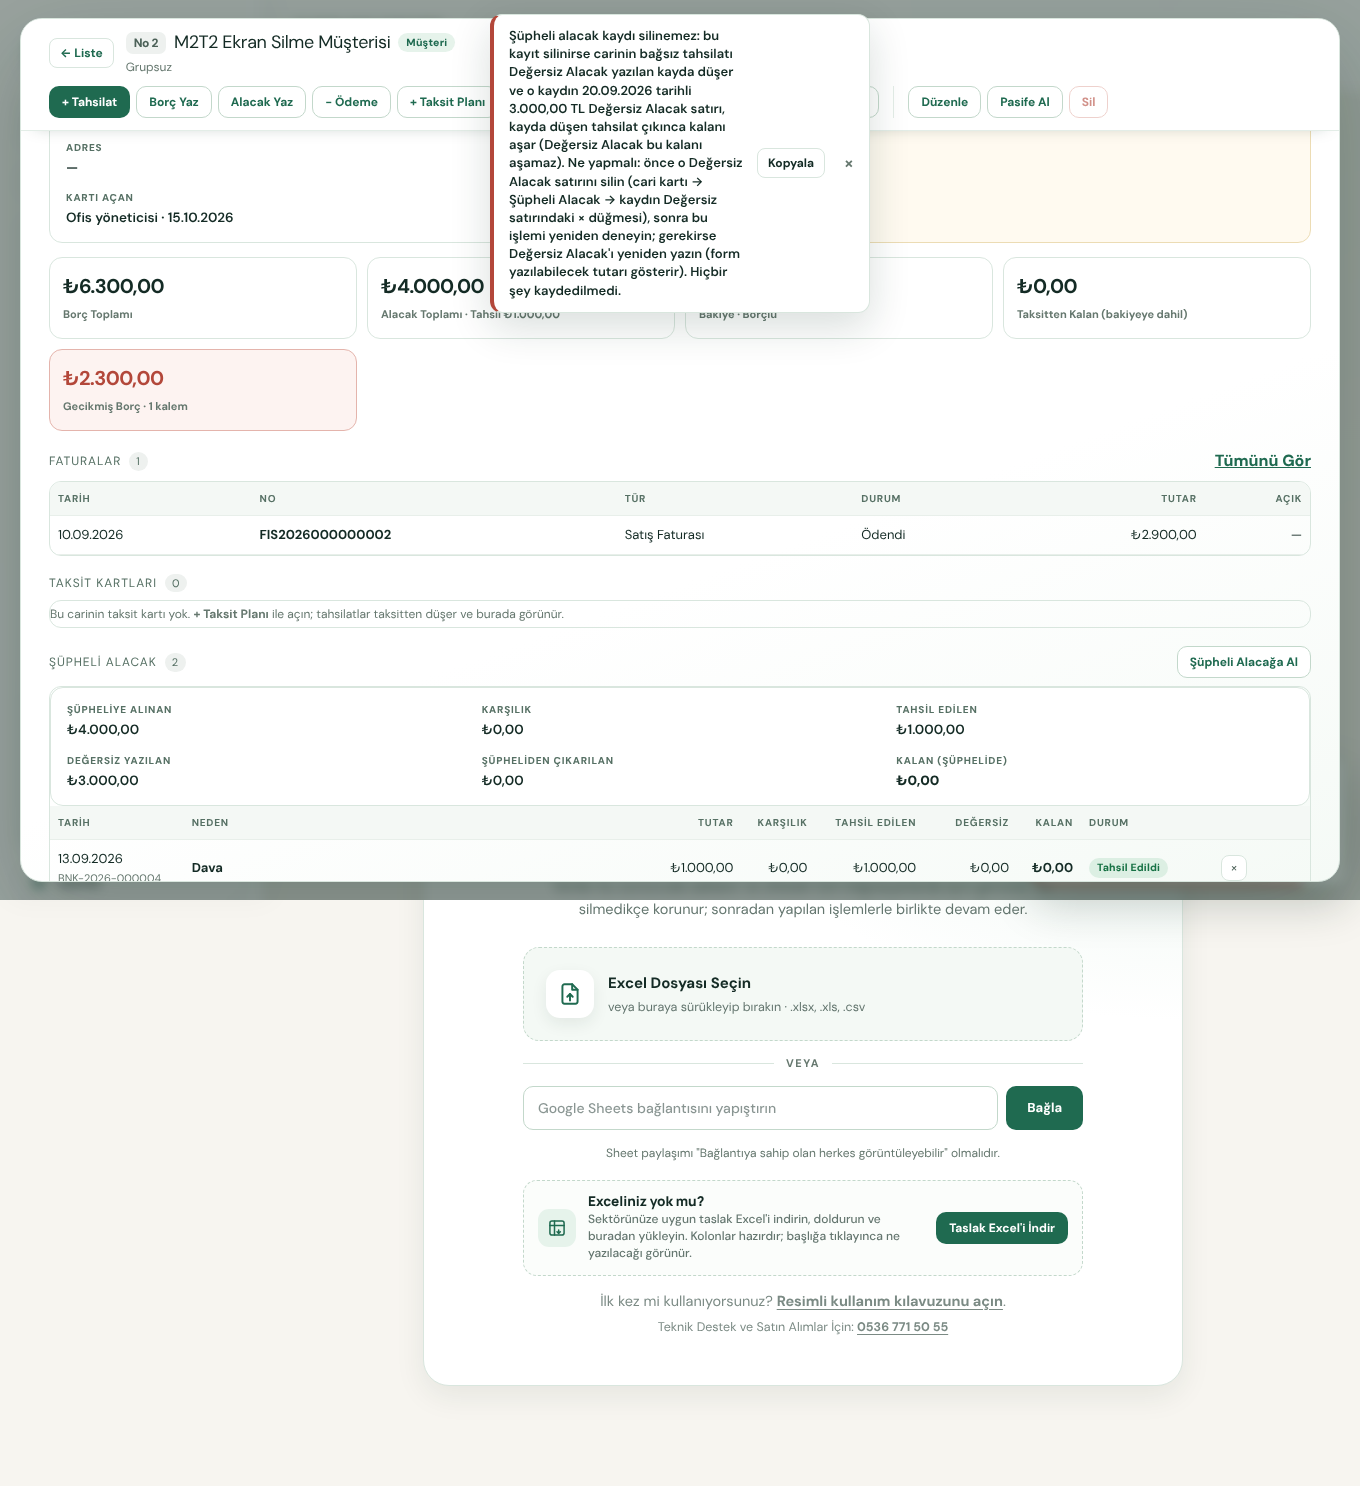 ← Liste
No 2 M2T2 Ekran Silme Müşterisi Müşteri
Grupsuz
+ Tahsilat Borç Yaz Alacak Yaz - Ödeme + Taksit Planı Düzenle Pasife Al Sil
Şüpheli alacak kaydı silinemez: bu
kayıt silinirse carinin bağsız tahsilatı
Değersiz Alacak yazılan kayda düşer
ve o kaydın 20.09.2026 tarihli
3.000,00 TL Değersiz Alacak satırı,
kayda düşen tahsilat çıkınca kalanı
aşar (Değersiz Alacak bu kalanı
aşamaz). Ne yapmalı: önce o Değersiz
Alacak satırını silin (cari kartı →
Şüpheli Alacak → kaydın Değersiz
satırındaki × düğmesi), sonra bu
işlemi yeniden deneyin; gerekirse
Değersiz Alacak'ı yeniden yazın (form
yazılabilecek tutarı gösterir). Hiçbir
şey kaydedilmedi.
Kopyala ×
ADRES
—
KARTI AÇAN
Ofis yöneticisi · 15.10.2026
₺6.300,00
Borç Toplamı
₺4.000,00
Alacak Toplamı · Tahsil ₺1.000,00
Bakiye · Borçlu
₺0,00
Taksitten Kalan (bakiyeye dahil)
₺2.300,00
Gecikmiş Borç · 1 kalem
FATURALAR 1 Tümünü Gör
TARİH NO TÜR DURUM TUTAR AÇIK
10.09.2026 FIS2026000000002 Satış Faturası Ödendi ₺2.900,00 —
TAKSİT KARTLARI 0
Bu carinin taksit kartı yok. + Taksit Planı ile açın; tahsilatlar taksitten düşer ve burada görünür.
ŞÜPHELİ ALACAK 2 Şüpheli Alacağa Al
ŞÜPHELİYE ALINAN KARŞILIK TAHSİL EDİLEN
₺4.000,00 ₺0,00 ₺1.000,00
DEĞERSİZ YAZILAN ŞÜPHELİDEN ÇIKARILAN KALAN (ŞÜPHELİDE)
₺3.000,00 ₺0,00 ₺0,00
TARİH NEDEN TUTAR KARŞILIK TAHSİL EDİLEN DEĞERSİZ KALAN DURUM
13.09.2026 Dava ₺1.000,00 ₺0,00 ₺1.000,00 ₺0,00 ₺0,00 Tahsil Edildi ×
BNK-2026-000004
silmedikçe korunur; sonradan yapılan işlemlerle birlikte devam eder.
Excel Dosyası Seçin
veya buraya sürükleyip bırakın · .xlsx, .xls, .csv
VEYA
Google Sheets bağlantısını yapıştırın Bağla
Sheet paylaşımı "Bağlantıya sahip olan herkes görüntüleyebilir" olmalıdır.
Exceliniz yok mu?
Sektörünüze uygun taslak Excel'i indirin, doldurun ve
buradan yükleyin. Kolonlar hazırdır; başlığa tıklayınca ne
yazılacağı görünür.
Taslak Excel'i İndir
İlk kez mi kullanıyorsunuz? Resimli kullanım kılavuzunu açın.
Teknik Destek ve Satın Alımlar İçin: 0536 771 50 55